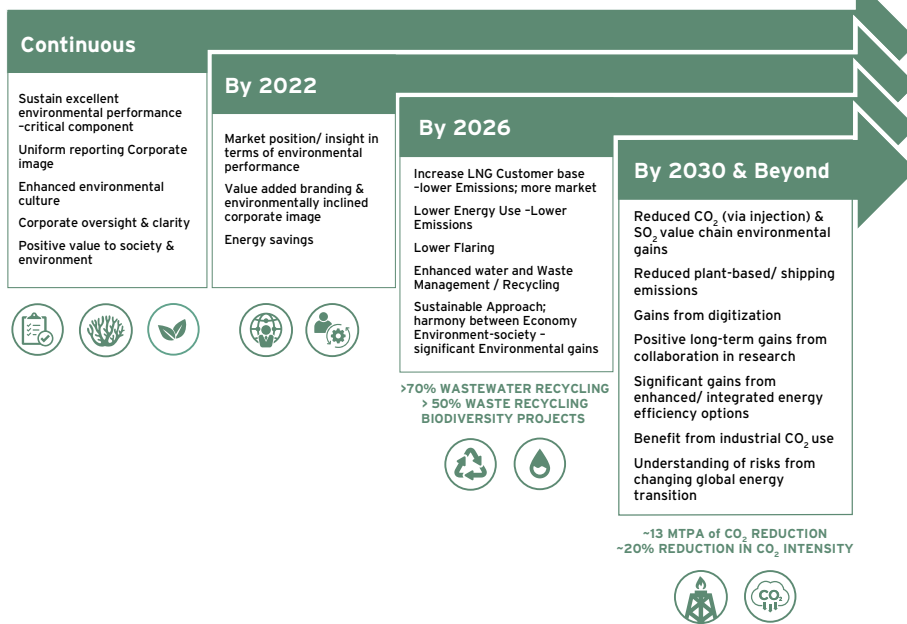 Continuous
Sustain excellent
environmental performance
–critical component
Uniform reporting Corporate
image
Enhanced environmental
culture
Corporate oversight & clarity
Positive value to society &
environment
By 2022
Market position/ insight in
terms of environmental
performance
Value added branding &
environmentally inclined
corporate image
Energy savings
By 2026
Increase LNG Customer base
–lower Emissions; more market
Lower Energy Use –Lower
Emissions
Lower Flaring
Enhanced water and Waste
Management / Recycling
Sustainable Approach;
harmony between Economy
Environment-society –
significant Environmental gains
>70% WASTEWATER RECYCLING
> 50% WASTE RECYCLING
BIODIVERSITY PROJECTS
By 2030 & Beyond
Reduced CO₂ (via injection) &
SO₂ value chain environmental
gains
Reduced plant-based/ shipping
emissions
Gains from digitization
Positive long-term gains from
collaboration in research
Significant gains from
enhanced/ integrated energy
efficiency options
Benefit from industrial CO₂ use
Understanding of risks from
changing global energy
transition
~13 MTPA of CO₂ REDUCTION
~20% REDUCTION IN CO₂ INTENSITY
CO₂